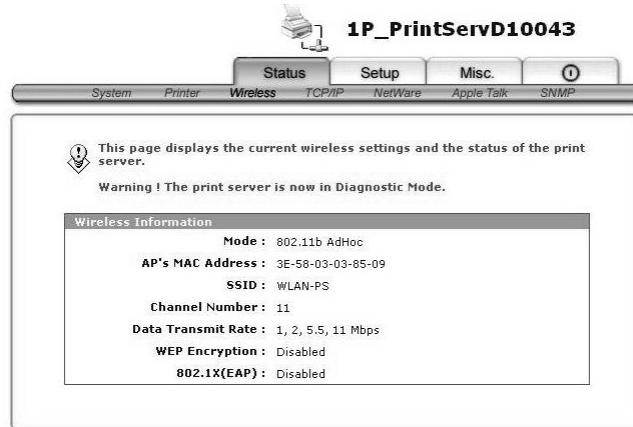 1P_PrintServD10043
Status Setup Misc.
System Printer Wireless TCP/IP NetWare Apple Talk SNMP
This page displays the current wireless settings and the status of the print
server.
Warning ! The print server is now in Diagnostic Mode.
Wireless Information
Mode : 802.11b AdHoc
AP's MAC Address : 3E-58-03-03-85-09
SSID : WLAN-PS
Channel Number : 11
Data Transmit Rate : 1, 2, 5.5, 11 Mbps
WEP Encryption : Disabled
802.1X(EAP) : Disabled